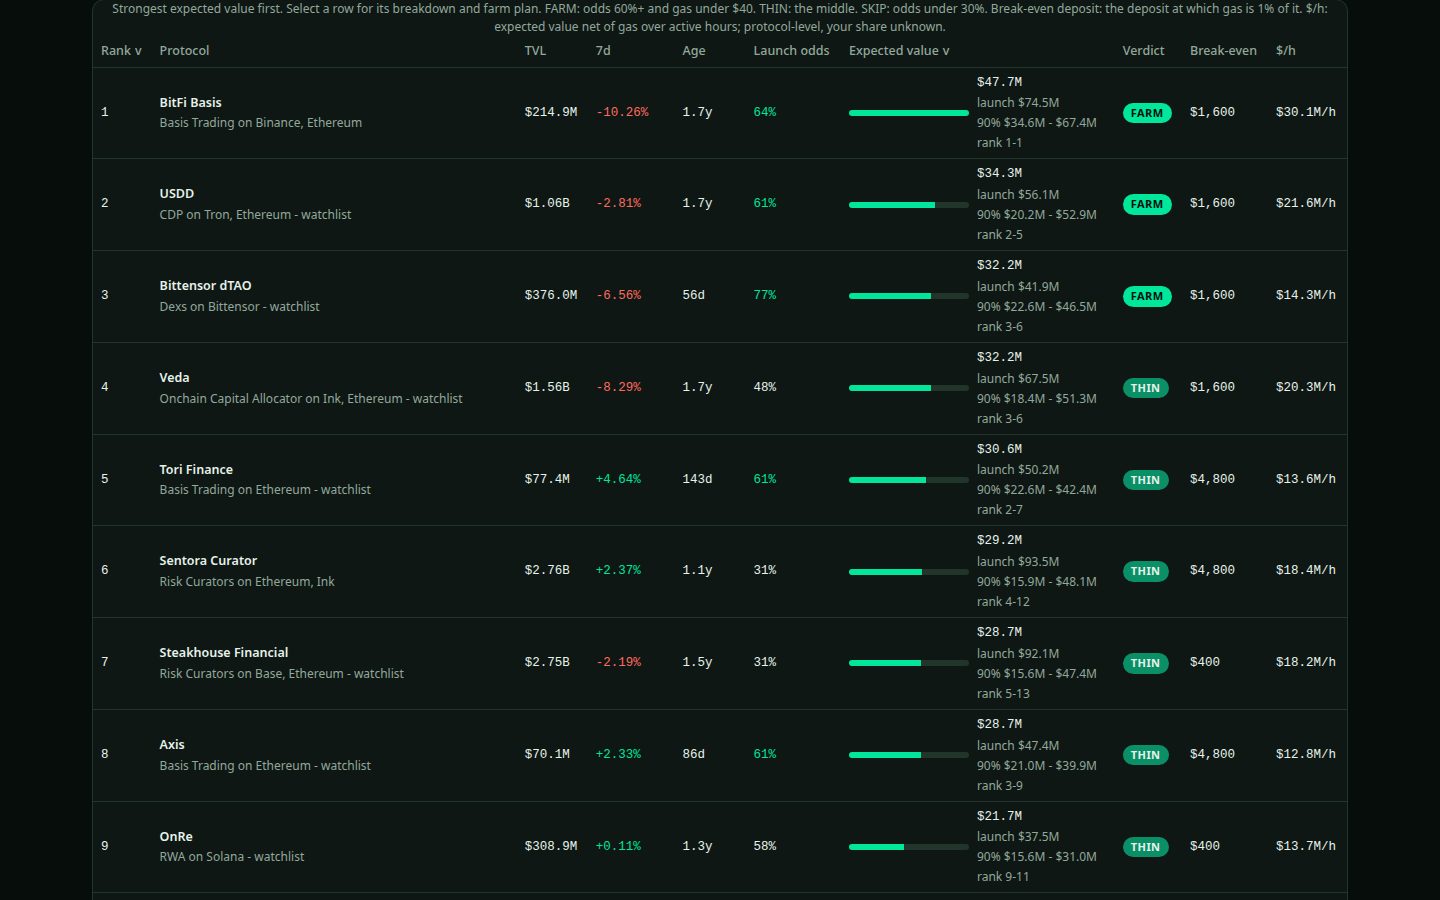 Strongest expected value first. Select a row for its breakdown and farm plan. FARM: odds 60%+ and gas under $40. THIN: the middle. SKIP: odds under 30%. Break-even deposit: the deposit at which gas is 1% of it. $/h:
expected value net of gas over active hours; protocol-level, your share unknown.
Rank v Protocol TVL 7d Age Launch odds Expected value v Verdict Break-even $/h
$47.7M
BitFi Basis launch $74.5M
1 $214.9M -10.26% 1.7y 64% FARM $1,600 $30.1M/h
Basis Trading on Binance, Ethereum 90% $34.6M - $67.4M
rank 1-1
$34.3M
USDD launch $56.1M
2 $1.06B -2.81% 1.7y 61% FARM $1,600 $21.6M/h
CDP on Tron, Ethereum - watchlist 90% $20.2M - $52.9M
rank 2-5
$32.2M
Bittensor dTAO launch $41.9M
3 $376.0M -6.56% 56d 77% FARM $1,600 $14.3M/h
Dexs on Bittensor - watchlist 90% $22.6M - $46.5M
rank 3-6
$32.2M
Veda launch $67.5M
4 $1.56B -8.29% 1.7y 48% THIN $1,600 $20.3M/h
Onchain Capital Allocator on Ink, Ethereum - watchlist 90% $18.4M - $51.3M
rank 3-6
$30.6M
Tori Finance launch $50.2M
5 $77.4M +4.64% 143d 61% THIN $4,800 $13.6M/h
Basis Trading on Ethereum - watchlist 90% $22.6M - $42.4M
rank 2-7
$29.2M
Sentora Curator launch $93.5M
6 $2.76B +2.37% 1.1y 31% THIN $4,800 $18.4M/h
Risk Curators on Ethereum, Ink 90% $15.9M - $48.1M
rank 4-12
$28.7M
Steakhouse Financial launch $92.1M
7 $2.75B -2.19% 1.5y 31% THIN $400 $18.2M/h
Risk Curators on Base, Ethereum - watchlist 90% $15.6M - $47.4M
rank 5-13
$28.7M
Axis launch $47.4M
8 $70.1M +2.33% 86d 61% THIN $4,800 $12.8M/h
Basis Trading on Ethereum - watchlist 90% $21.0M - $39.9M
rank 3-9
$21.7M
OnRe launch $37.5M
9 $308.9M +0.11% 1.3y 58% THIN $400 $13.7M/h
RWA on Solana - watchlist 90% $15.6M - $31.0M
rank 9-11